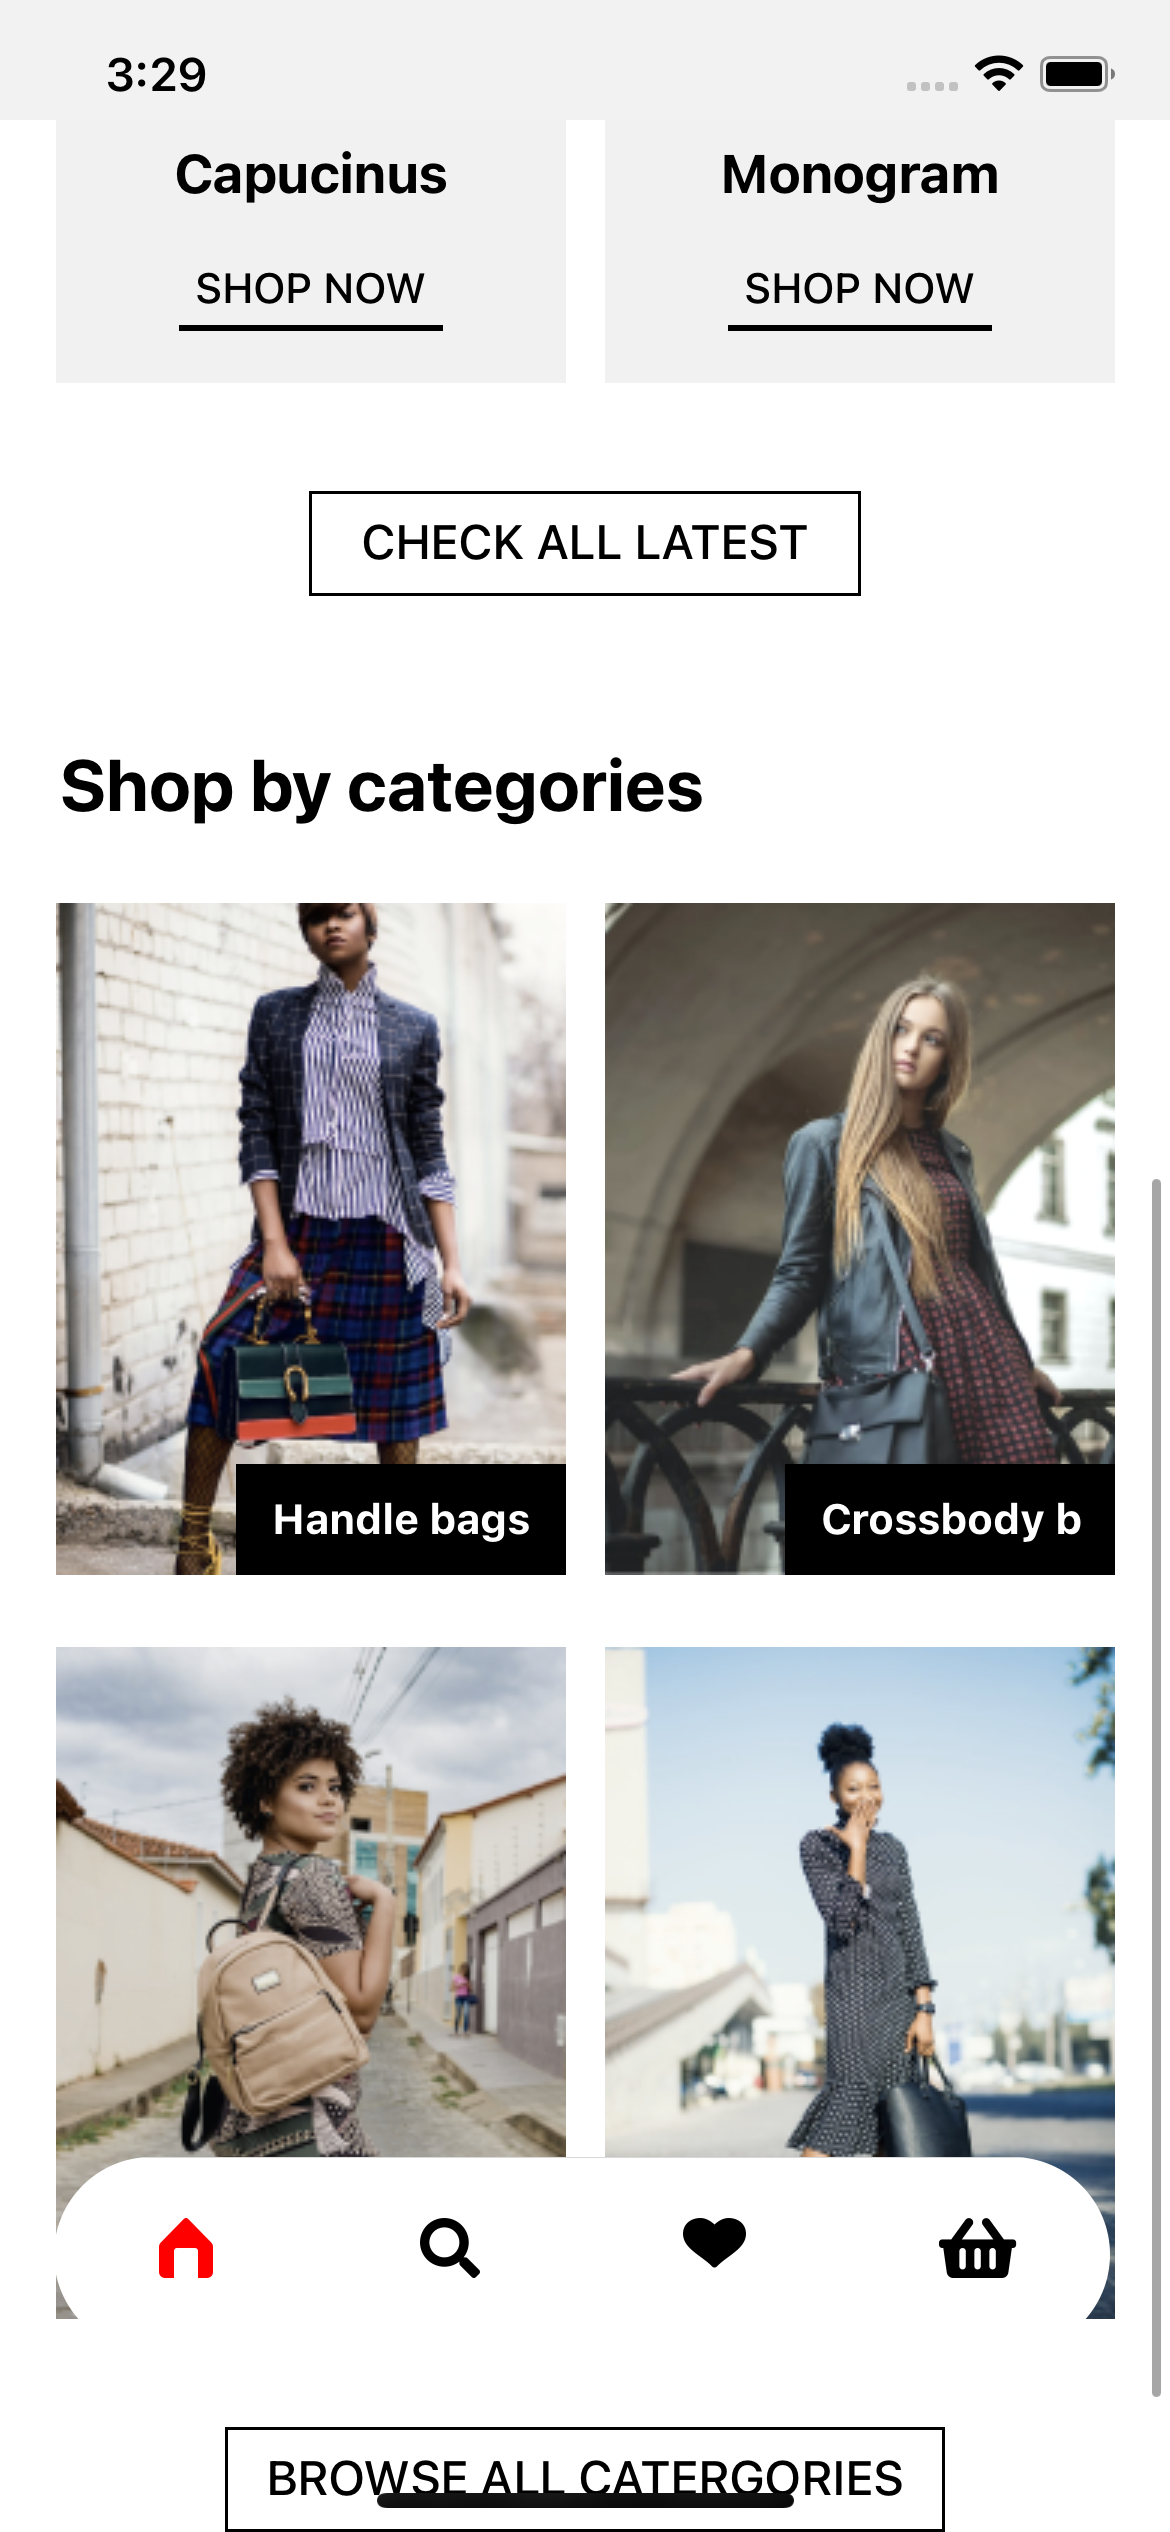 3:29
Capucinus
Monogram
SHOP NOW
SHOP NOW
CHECK ALL LATEST
Shop by categories
Handle bags
Crossbody b
BROWSE ALL CATERGORIES